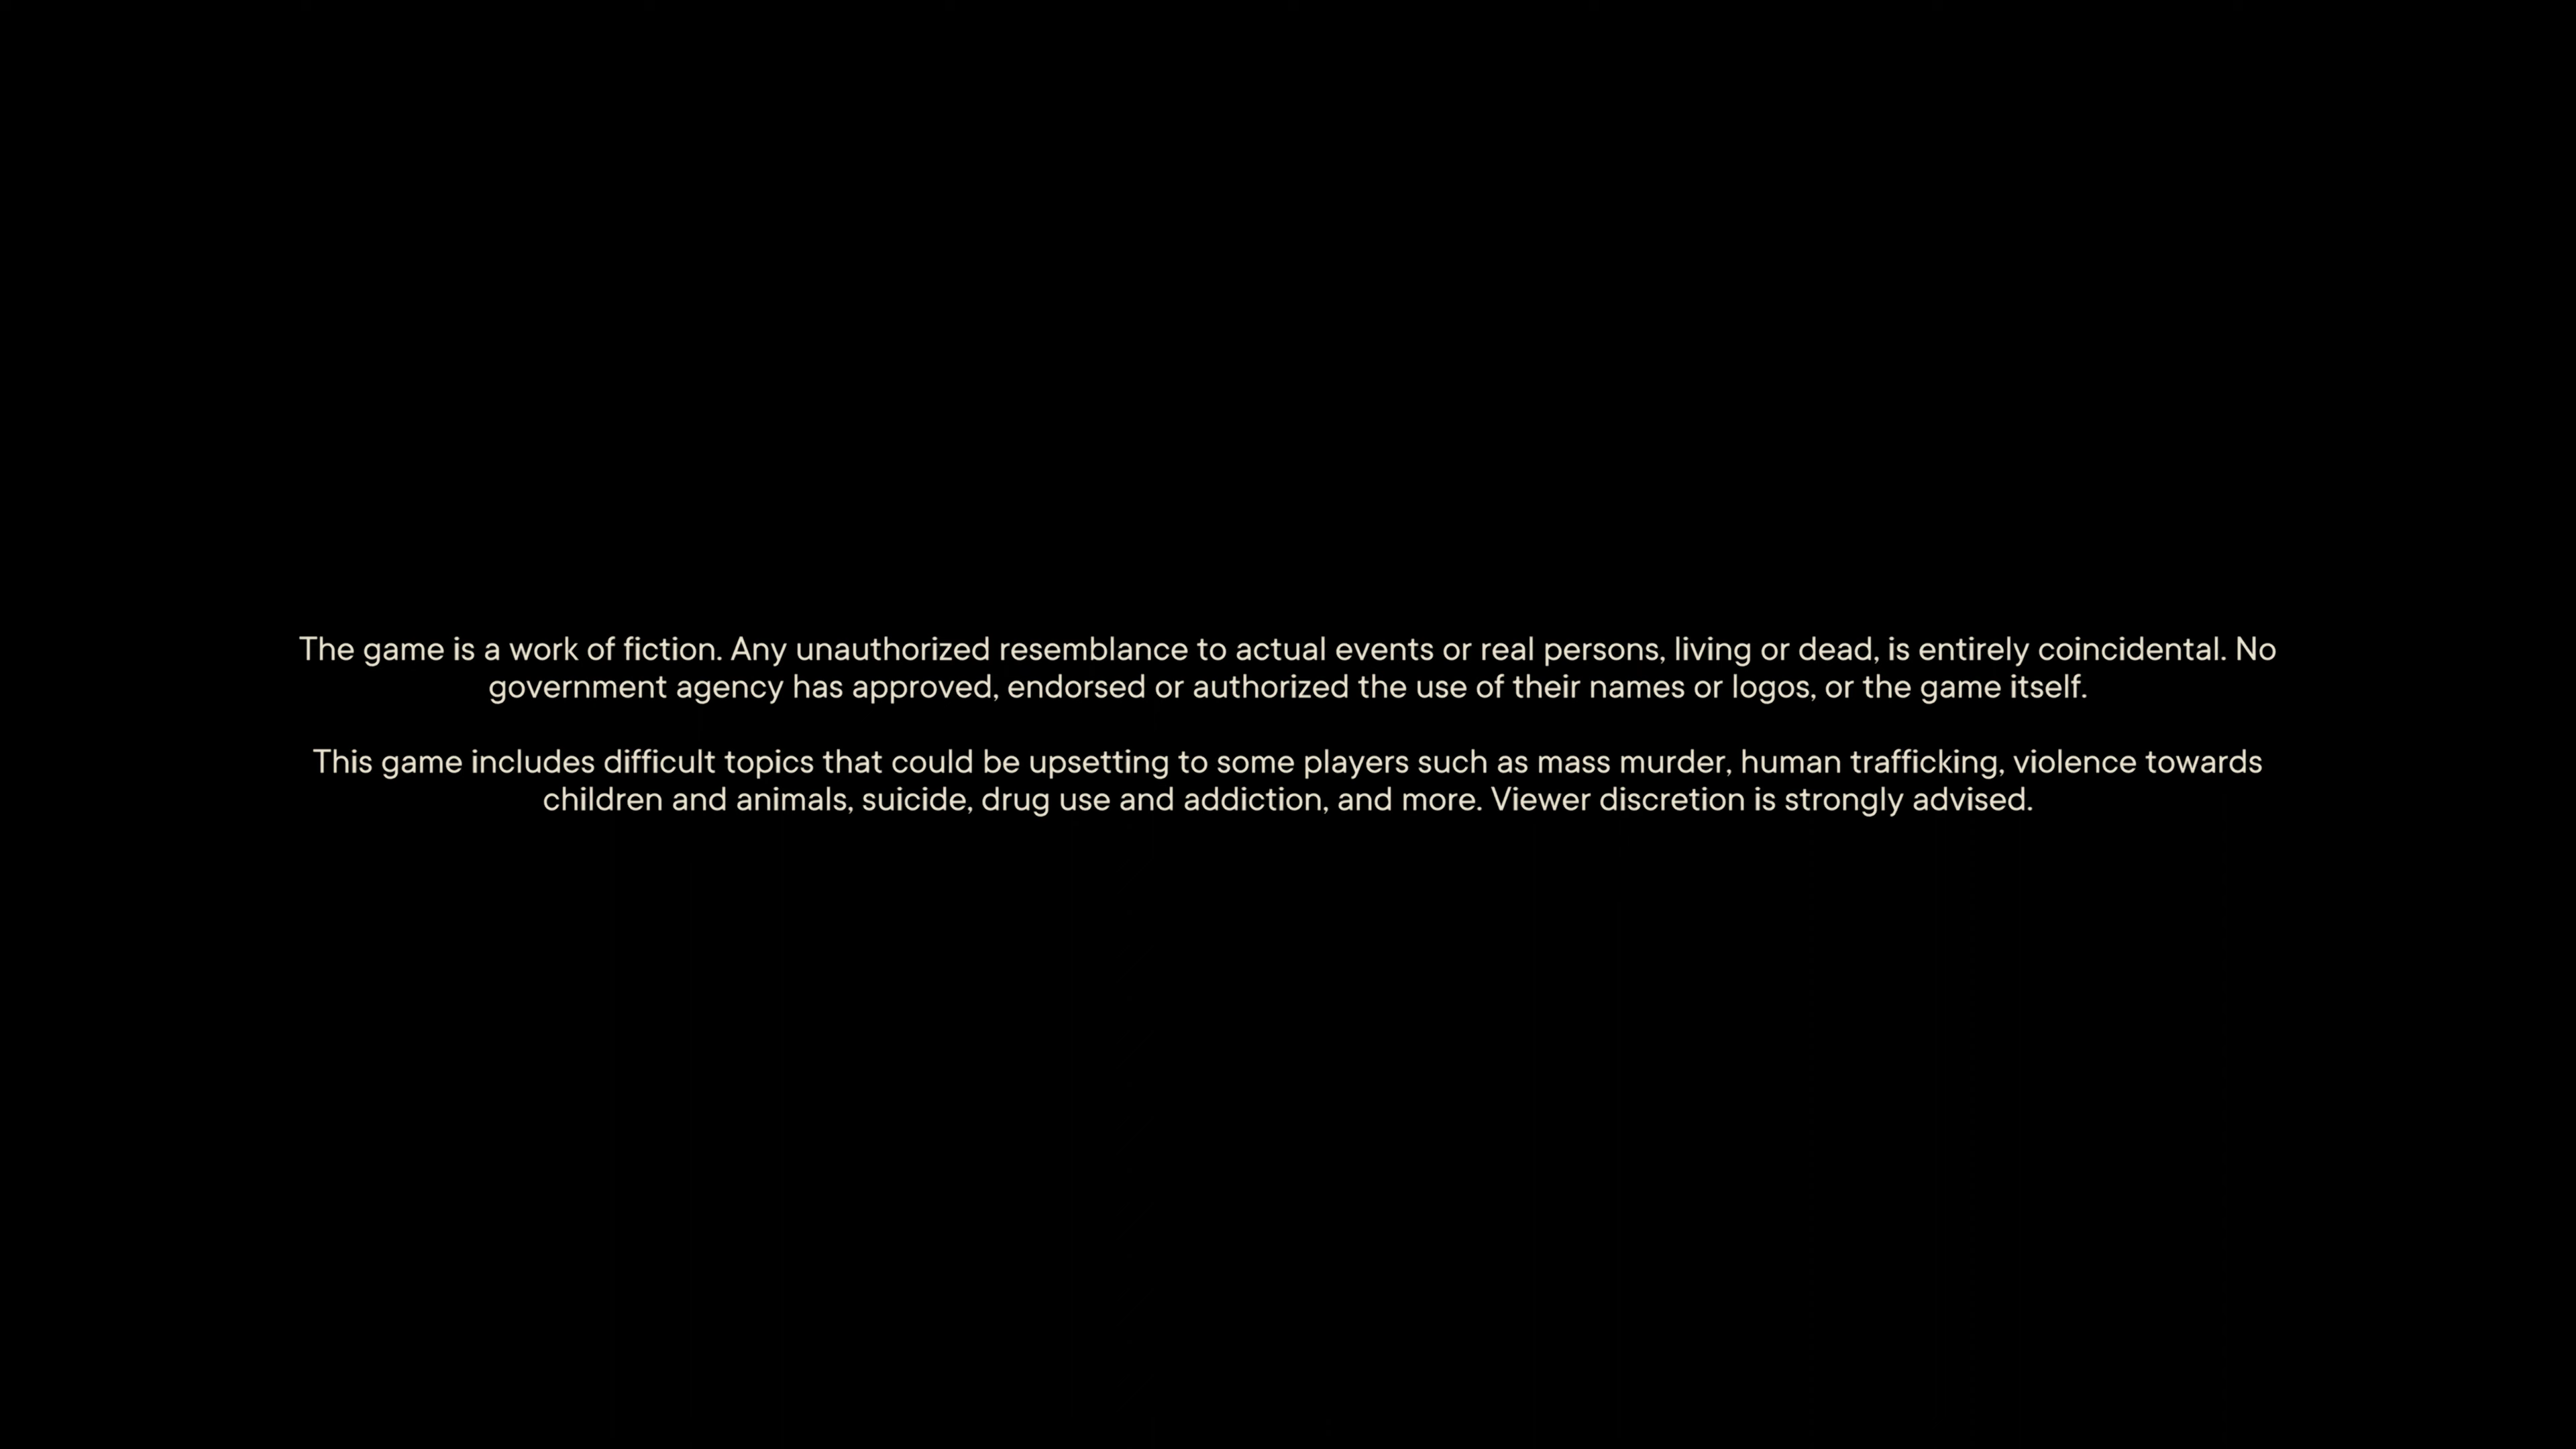 The game is a work of fiction. Any unauthorized resemblance to actual events or real persons, living or dead, is entirely coincidental. No
government agency has approved, endorsed or authorized the use of their names or logos, or the game itself.
This game includes difficult topics that could be upsetting to some players such as mass murder, human trafficking, violence towards
children and animals, suicide, drug use and addiction, and more. Viewer discretion is strongly advised.